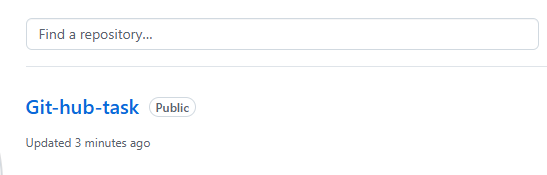 Find a repository...
Git-hub-task Public
Updated 3 minutes ago